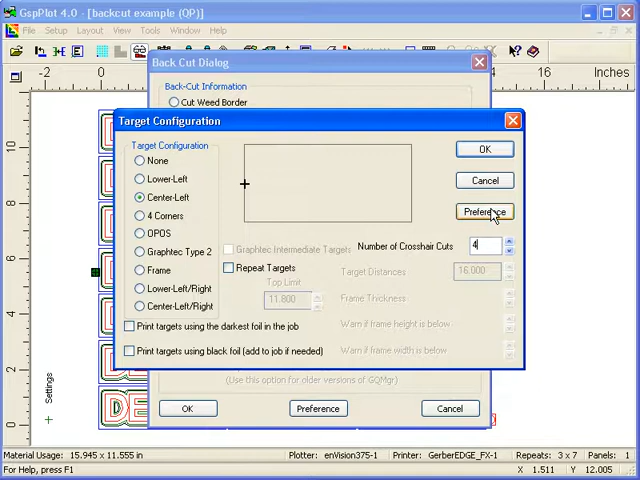 GspPlot 4.0 - [backcut example (QP)]
File Setup Layout View Tools Window Help
-2 0 14 16 Inches
Back Cut Dialog
Back-Cut Information
Cut Weed Border
Target Configuration
Target Configuration
None
Lower-Left
Center-Left
4 Corners
OPOS
Graphtec Type 2
Frame
Lower-Left/Right
Center-Left/Right
OK
Cancel
Preference
Graphtec Intermediate Targets
Number of Crosshair Cuts 4
Repeat Targets
Target Distances 16.000
Top Limit
11.800
Frame Thickness
Print targets using the darkest foil in the job
Warn if frame height is below
Print targets using black foil (add to job if needed)
Warn if frame width is below
(Use this option for older versions of GQMgr)
OK Preference Cancel
10
8
6
4
2
0
Settings
DE
Material Usage: 15.945 x 11.555 inches Plotter: enVision375-1 Printer: GerberEDGE_FX-1 Repeats: 3 x 7 Panels: 1
For Help, press F1 X 1.511 Y 12.005